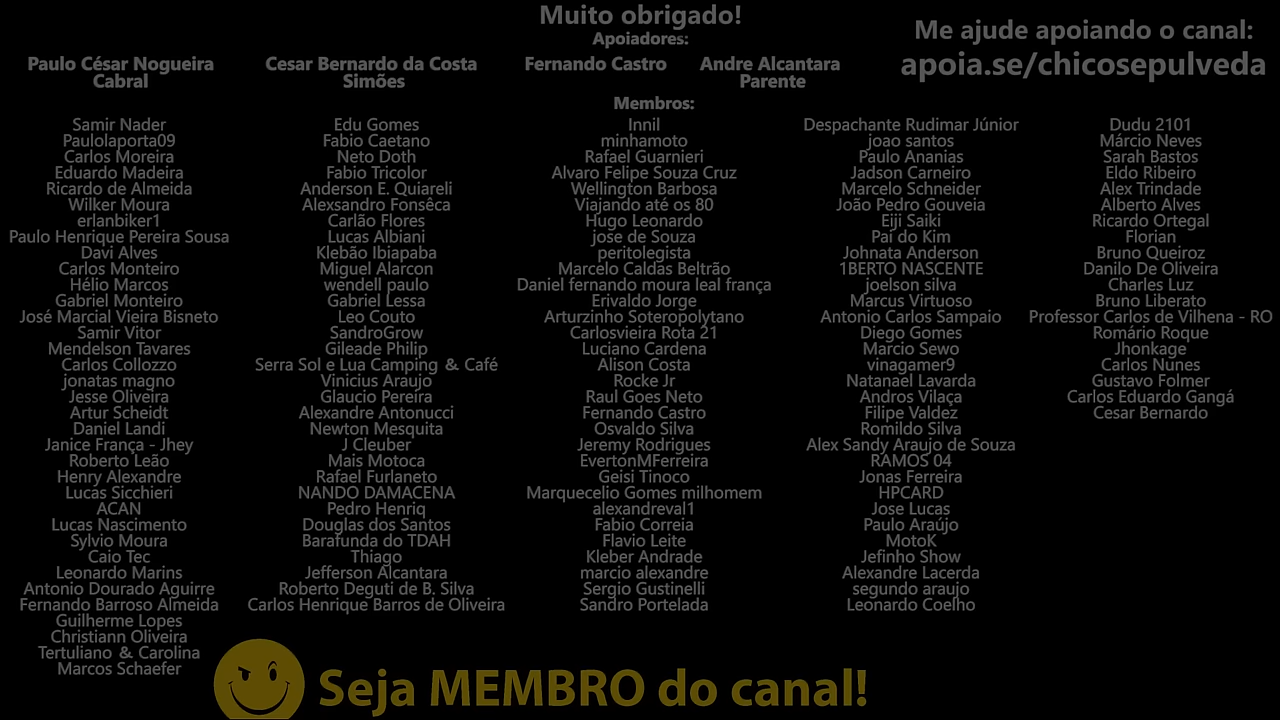 Muito obrigado!
Apoiadores:
Me ajude apoiando o canal:
apoia.se/chicosepulveda
Paulo César Nogueira
Cabral
Cesar Bernardo da Costa
Simões
Fernando Castro
Andre Alcantara
Parente
Membros:
Samir Nader
Paulolaporta09
Carlos Moreira
Eduardo Madeira
Ricardo de Almeida
Wilker Moura
erlanbiker1
Paulo Henrique Pereira Sousa
Davi Alves
Carlos Monteiro
Hélio Marcos
Gabriel Monteiro
José Marcial Vieira Bisneto
Samir Vitor
Mendelson Tavares
Carlos Collozzo
jonatas magno
Jesse Oliveira
Artur Scheidt
Daniel Landi
Janice França - Jhey
Roberto Leão
Henry Alexandre
Lucas Sicchieri
ACAN
Lucas Nascimento
Sylvio Moura
Caio Tec
Leonardo Marins
Antonio Dourado Aguirre
Fernando Barroso Almeida
Guilherme Lopes
Christiann Oliveira
Tertuliano & Carolina
Marcos Schaefer
Edu Gomes
Fabio Caetano
Neto Doth
Fabio Tricolor
Anderson E. Quiareli
Alexsandro Fonsêca
Carlão Flores
Lucas Albiani
Klebão Ibiapaba
Miguel Alarcon
wendell paulo
Gabriel Lessa
Leo Couto
SandroGrow
Gileade Philip
Serra Sol e Lua Camping & Café
Vinicius Araujo
Glaucio Pereira
Alexandre Antonucci
Newton Mesquita
J Cleuber
Mais Motoca
Rafael Furlaneto
NANDO DAMACENA
Pedro Henriq
Douglas dos Santos
Barafunda do TDAH
Thiago
Jefferson Alcantara
Roberto Deguti de B. Silva
Carlos Henrique Barros de Oliveira
Innil
minhamoto
Rafael Guarnieri
Alvaro Felipe Souza Cruz
Wellington Barbosa
Viajando até os 80
Hugo Leonardo
jose de Souza
peritolegista
Marcelo Caldas Beltrão
Daniel fernando moura leal frança
Erivaldo Jorge
Arturzinho Soteropolytano
Carlosvieira Rota 21
Luciano Cardena
Alison Costa
Rocke Jr
Raul Goes Neto
Fernando Castro
Osvaldo Silva
Jeremy Rodrigues
EvertonMFerreira
Geisi Tinoco
Marquecelio Gomes milhomem
alexandreval1
Fabio Correia
Flavio Leite
Kleber Andrade
marcio alexandre
Sergio Gustinelli
Sandro Portelada
Despachante Rudimar Júnior
joao santos
Paulo Ananias
Jadson Carneiro
Marcelo Schneider
João Pedro Gouveia
Eiji Saiki
Pai do Kim
Johnata Anderson
1BERTO NASCENTE
joelson silva
Marcus Virtuoso
Antonio Carlos Sampaio
Diego Gomes
Marcio Sewo
vinagamer9
Natanael Lavarda
Andros Vilaça
Filipe Valdez
Romildo Silva
Alex Sandy Araujo de Souza
RAMOS 04
Jonas Ferreira
HPCARD
Jose Lucas
Paulo Araújo
MotoK
Jefinho Show
Alexandre Lacerda
segundo araujo
Leonardo Coelho
Dudu 2101
Márcio Neves
Sarah Bastos
Eldo Ribeiro
Alex Trindade
Alberto Alves
Ricardo Ortegal
Florian
Bruno Queiroz
Danilo De Oliveira
Charles Luz
Bruno Liberato
Professor Carlos de Vilhena - RO
Romário Roque
Jhonkage
Carlos Nunes
Gustavo Folmer
Carlos Eduardo Gangá
Cesar Bernardo
Seja MEMBRO do canal!